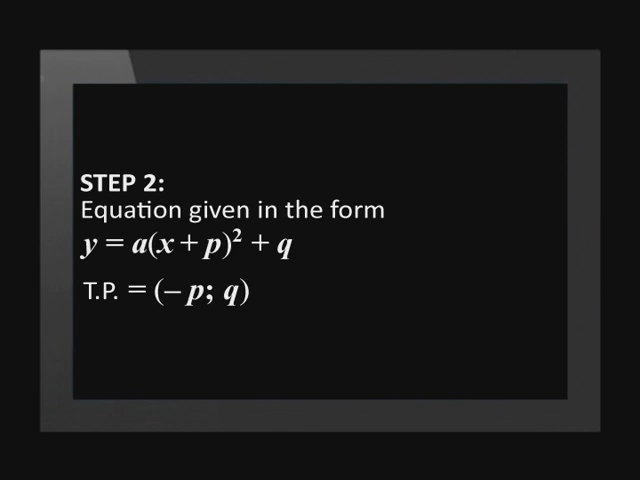 STEP 2:
Equation given in the form
y = a(x + p)² + q
T.P. = (– p; q)